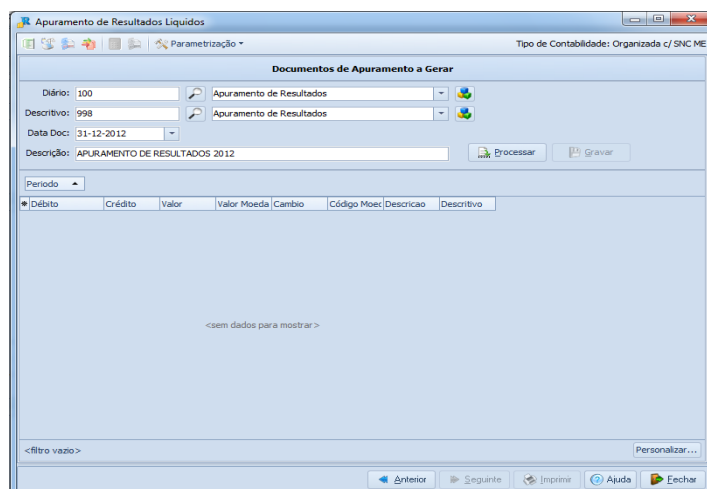 Apuramento de Resultados Liquidos
Parametrização
Tipo de Contabilidade: Organizada c/ SNC ME
Documentos de Apuramento a Gerar
Diário: 100 Apuramento de Resultados
Descritivo: 998 Apuramento de Resultados
Data Doc: 31-12-2012
Descrição: APURAMENTO DE RESULTADOS 2012 Processar Gravar
Periodo
Débito Crédito Valor Valor Moeda Cambio Código Moec Descricao Descritivo
<sem dados para mostrar>
<filtro vazio> Personalizar...
Anterior Seguinte Imprimir Ajuda Fechar